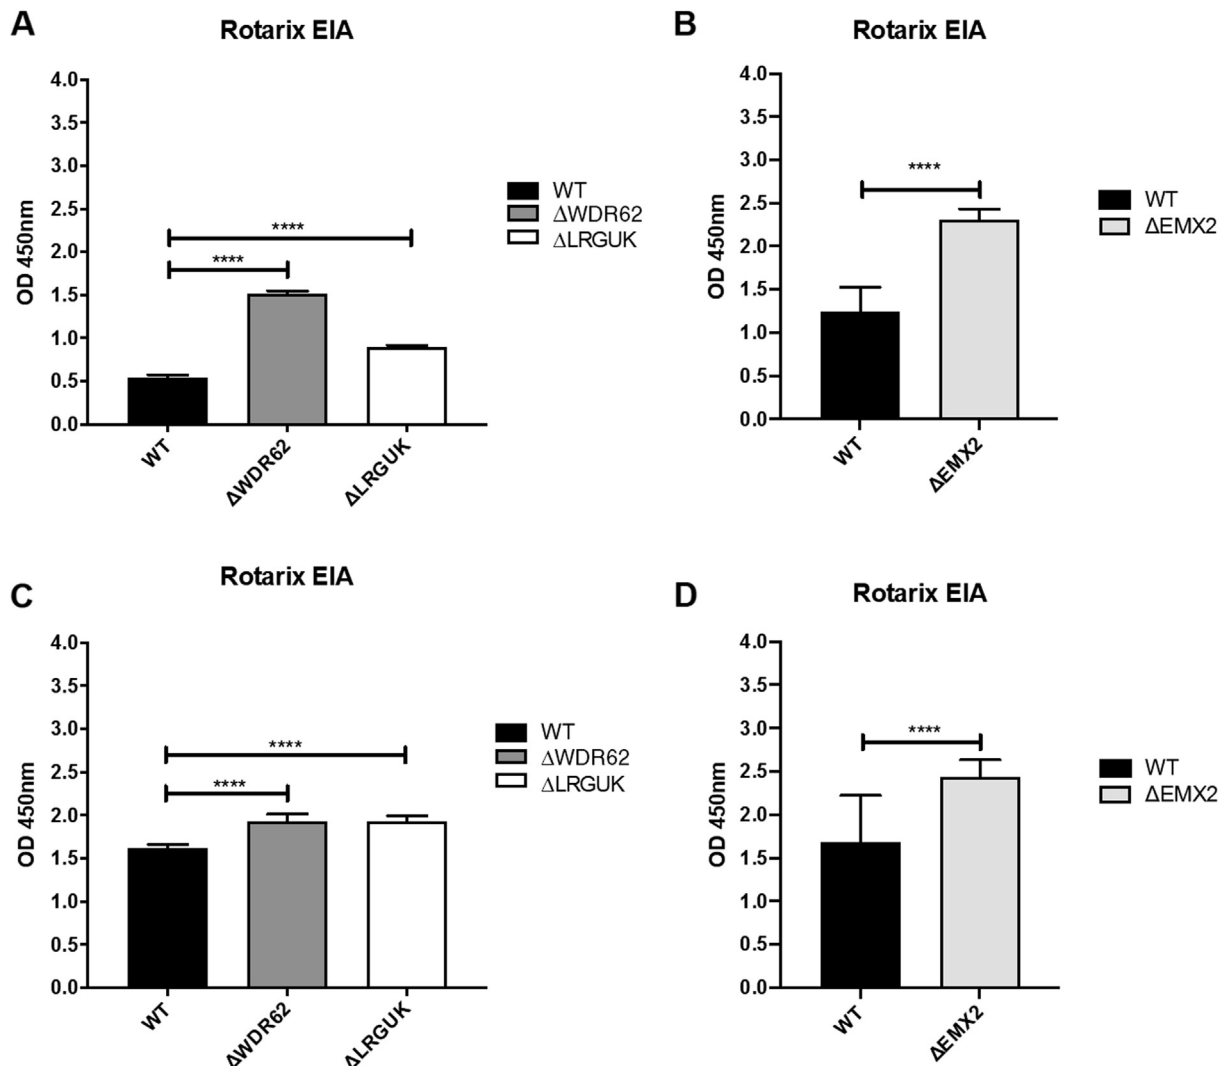 A
Rotarix EIA
OD 450nm
4.0
3.5
3.0
2.5
2.0
1.5
1.0
0.5
0.0
****
****
WT
ΔWDR62
ΔLRGUK
WT
ΔWDR62
ΔLRGUK
B
Rotarix EIA
OD 450nm
4.0
3.5
3.0
2.5
2.0
1.5
1.0
0.5
0.0
****
WT
ΔEMX2
WT
ΔEMX2
C
Rotarix EIA
OD 450nm
4.0
3.5
3.0
2.5
2.0
1.5
1.0
0.5
0.0
****
****
WT
ΔWDR62
ΔLRGUK
WT
ΔWDR62
ΔLRGUK
D
Rotarix EIA
OD 450nm
4.0
3.5
3.0
2.5
2.0
1.5
1.0
0.5
0.0
****
WT
ΔEMX2
WT
ΔEMX2